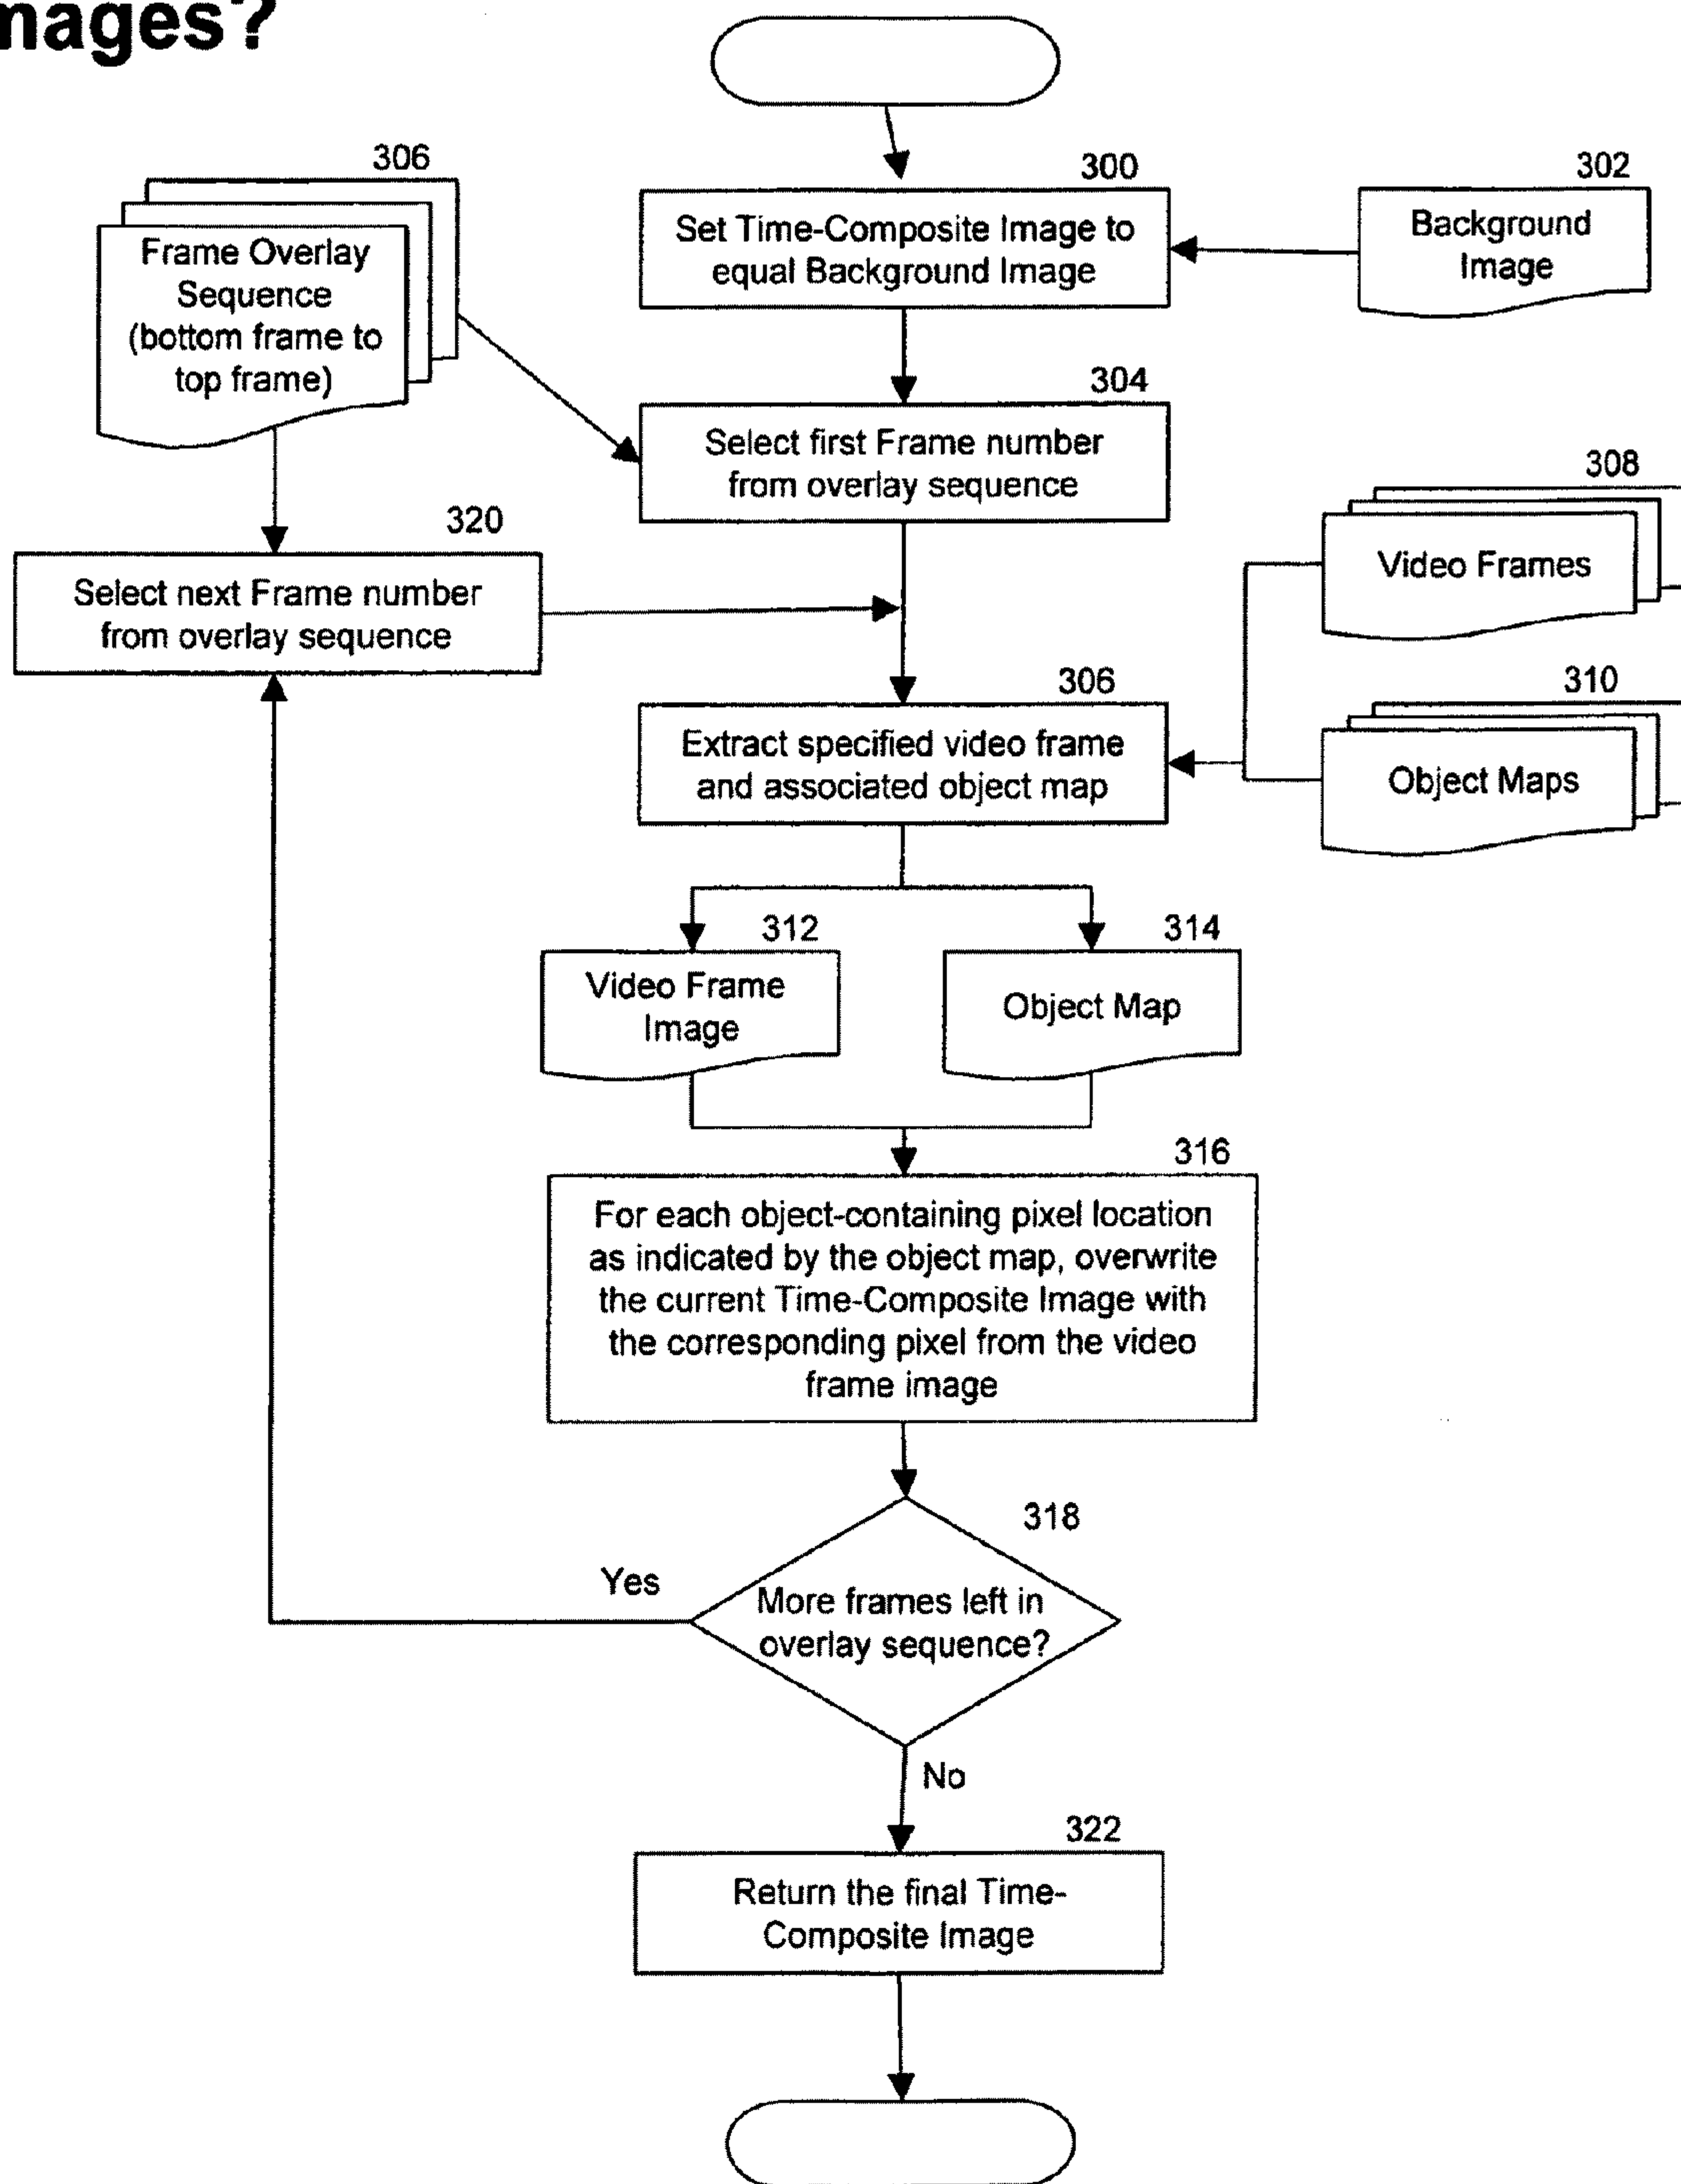 mages?
306
Frame Overlay
Sequence
(bottom frame to
top frame)
300
Set Time-Composite Image to
equal Background Image
302
Background
Image
304
Select first Frame number
from overlay sequence
320
Select next Frame number
from overlay sequence
308
Video Frames
306
Extract specified video frame
and associated object map
310
Object Maps
312
Video Frame
Image
314
Object Map
316
For each object-containing pixel location
as indicated by the object map, overwrite
the current Time-Composite Image with
the corresponding pixel from the video
frame image
318
More frames left in
overlay sequence?
Yes
No
322
Return the final Time-
Composite Image